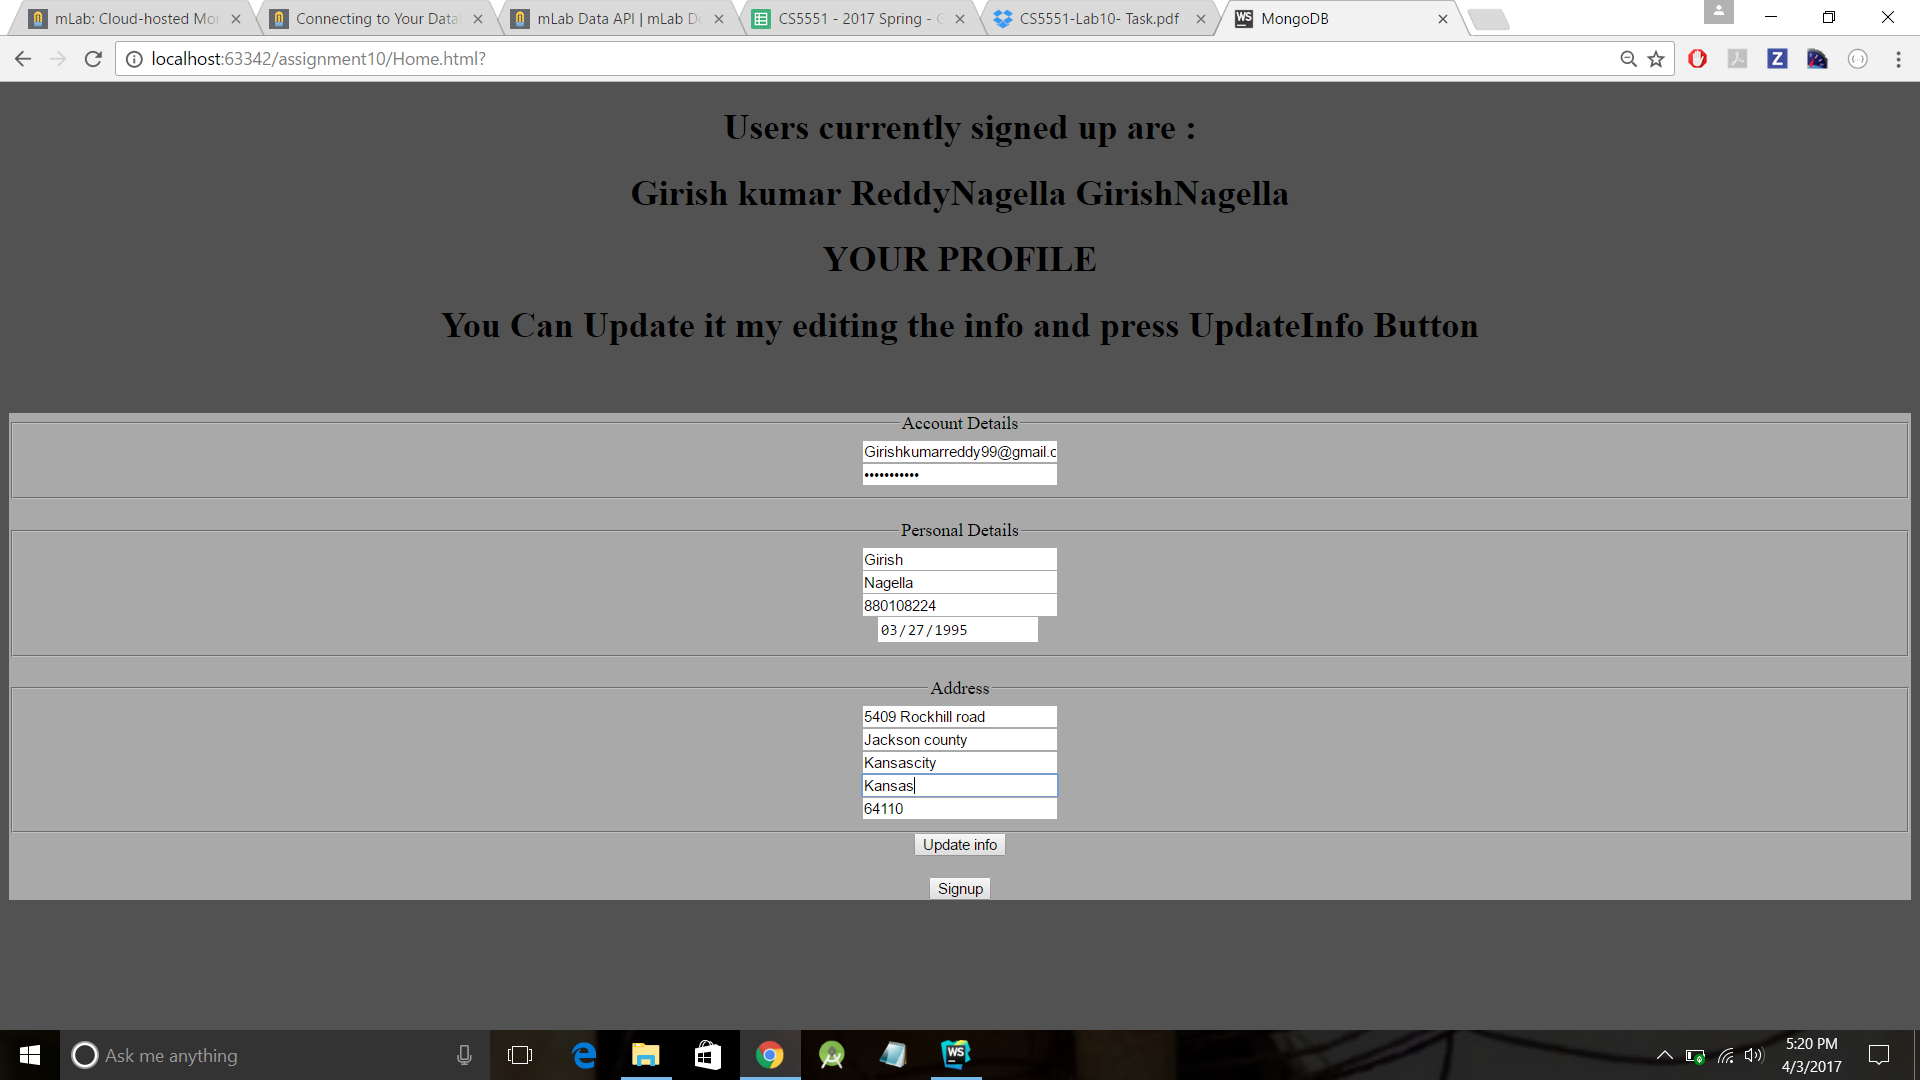 mLab: Cloud-hosted Mon
Connecting to Your Data
mLab Data API | mLab Do
CS5551 - 2017 Spring - G
CS5551-Lab10- Task.pdf
WS MongoDB
localhost:63342/assignment10/Home.html?
Z
Users currently signed up are :
Girish kumar ReddyNagella GirishNagella
YOUR PROFILE
You Can Update it my editing the info and press UpdateInfo Button
Account Details
Girishkumarreddy99@gmail.c
•••••••••••
Personal Details
Girish
Nagella
880108224
03/27/1995
Address
5409 Rockhill road
Jackson county
Kansascity
Kansas
64110
Update info
Signup
Ask me anything
WS
5:20 PM
4/3/2017